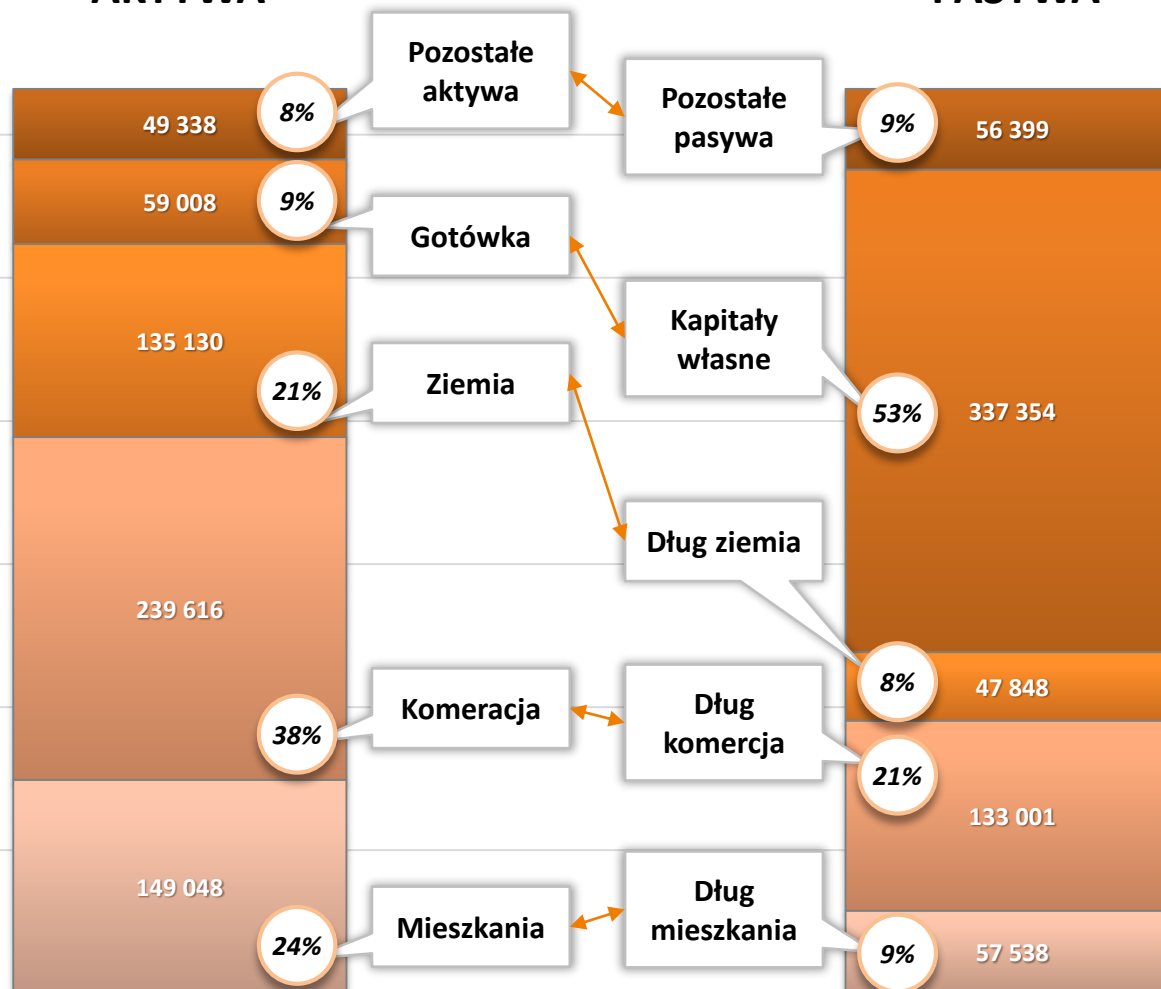 49 338
8%
Pozostałe
aktywa
Pozostałe
pasywa
9%
56 399
59 008
9%
Gotówka
135 130
21%
Ziemia
Kapitały
własne
53%
337 354
Dług ziemia
8%
47 848
239 616
38%
Komeracja
Dług
komercja
21%
133 001
149 048
24%
Mieszkania
Dług
mieszkania
9%
57 538